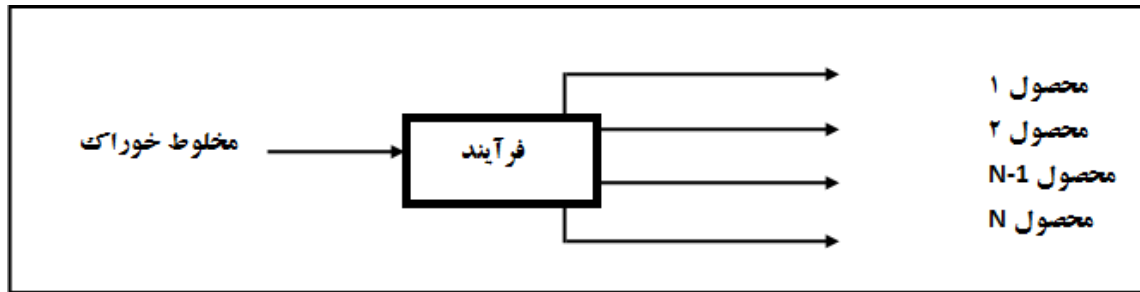 مخلوط خوراک
فرآیند
محصول ۱
محصول ۲
محصول N-1
محصول N